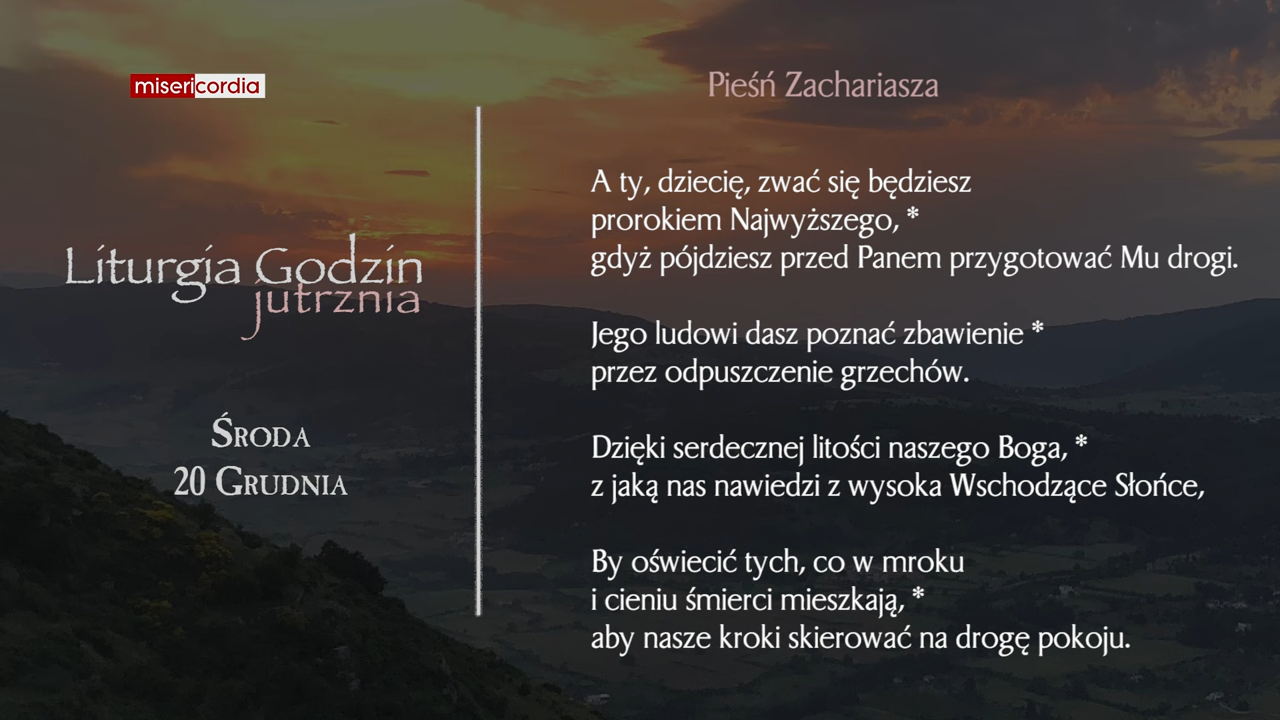 misericordia
Liturgia Godzin
jutrznia
Środa
20 Grudnia
Pieśń Zachariasza
A ty, dziecię, zwać się będziesz
prorokiem Najwyższego, *
gdyż pójdziesz przed Panem przygotować Mu drogi.
Jego ludowi dasz poznać zbawienie *
przez odpuszczenie grzechów.
Dzięki serdecznej litości naszego Boga, *
z jaką nas nawiedzi z wysoka Wschodzące Słońce,
By oświecić tych, co w mroku
i cieniu śmierci mieszkają, *
aby nasze kroki skierować na drogę pokoju.